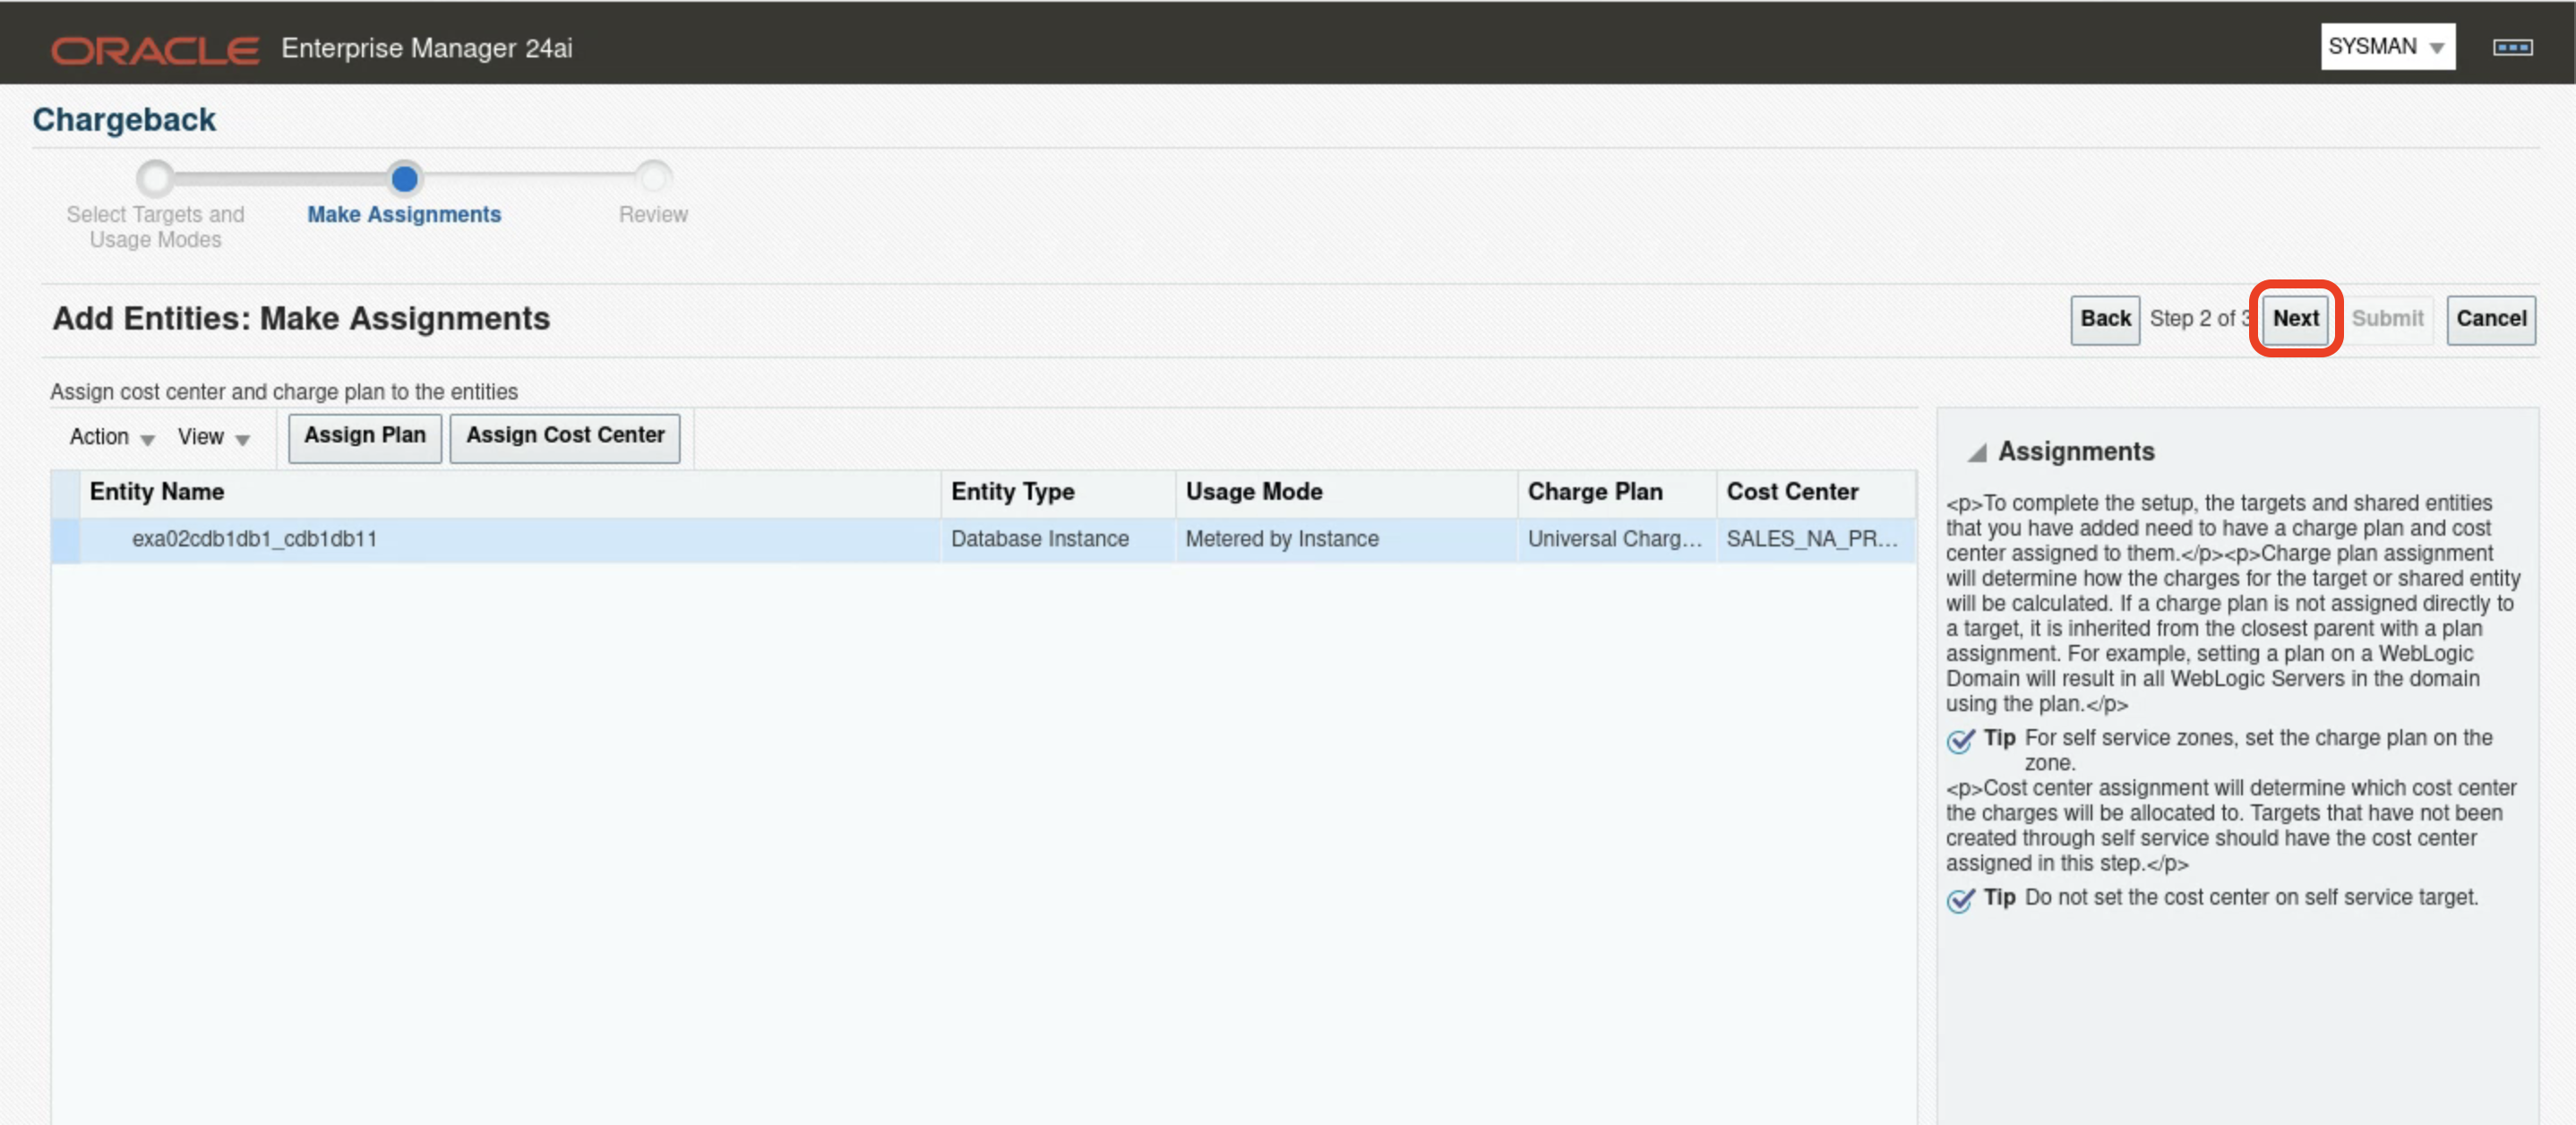 ORACLE Enterprise Manager 24ai
SYSMAN
Chargeback
Select Targets and
Usage Modes
Make Assignments
Review
Add Entities: Make Assignments
Back Step 2 of 3 Next Submit Cancel
Assign cost center and charge plan to the entities
Action View Assign Plan Assign Cost Center
Entity Name Entity Type Usage Mode Charge Plan Cost Center
exa02cdb1db1_cdb1db11 Database Instance Metered by Instance Universal Charg... SALES_NA_PR...
Assignments
<p>To complete the setup, the targets and shared entities
that you have added need to have a charge plan and cost
center assigned to them.</p><p>Charge plan assignment
will determine how the charges for the target or shared entity
will be calculated. If a charge plan is not assigned directly to
a target, it is inherited from the closest parent with a plan
assignment. For example, setting a plan on a WebLogic
Domain will result in all WebLogic Servers in the domain
using the plan.</p>
Tip For self service zones, set the charge plan on the
zone.
<p>Cost center assignment will determine which cost center
the charges will be allocated to. Targets that have not been
created through self service should have the cost center
assigned in this step.</p>
Tip Do not set the cost center on self service target.